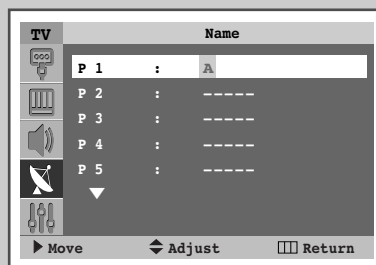 TV Name
P 1 : A
P 2 : -----
P 3 : -----
P 4 : -----
P 5 : -----
Move Adjust Return